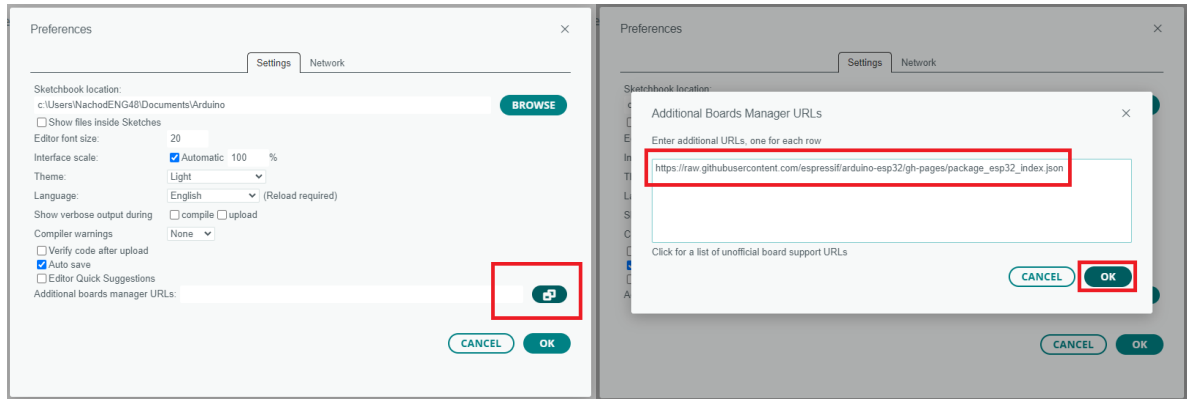 Preferences
Settings Network
Sketchbook location:
c:\Users\NachodENG48\Documents\Arduino
BROWSE
Show files inside Sketches
Editor font size: 20
Interface scale: Automatic 100 %
Theme: Light
Language: English (Reload required)
Show verbose output during compile upload
Compiler warnings None
Verify code after upload
Auto save
Editor Quick Suggestions
Additional boards manager URLs:
CANCEL OK
Preferences
Settings Network
Sketchbook location:
Additional Boards Manager URLs
Enter additional URLs, one for each row
https://raw.githubusercontent.com/espressif/arduino-esp32/gh-pages/package_esp32_index.json
Click for a list of unofficial board support URLs
CANCEL OK
CANCEL OK